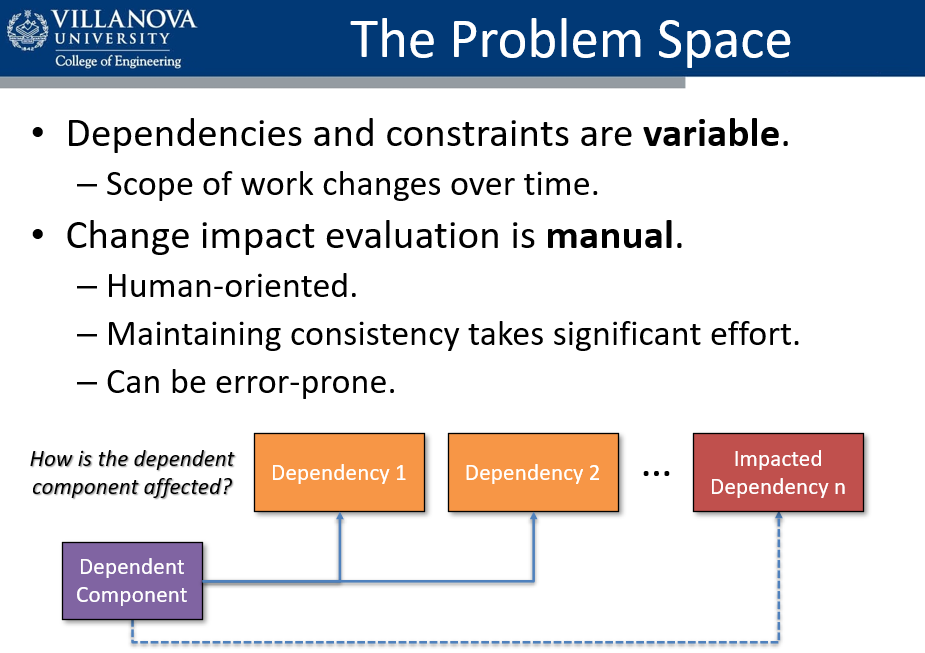 VILLANOVA
UNIVERSITY
College of Engineering
The Problem Space
• Dependencies and constraints are variable.
– Scope of work changes over time.
• Change impact evaluation is manual.
– Human-oriented.
– Maintaining consistency takes significant effort.
– Can be error-prone.
How is the dependent
component affected?
Dependency 1
Dependency 2
...
Impacted
Dependency n
Dependent
Component